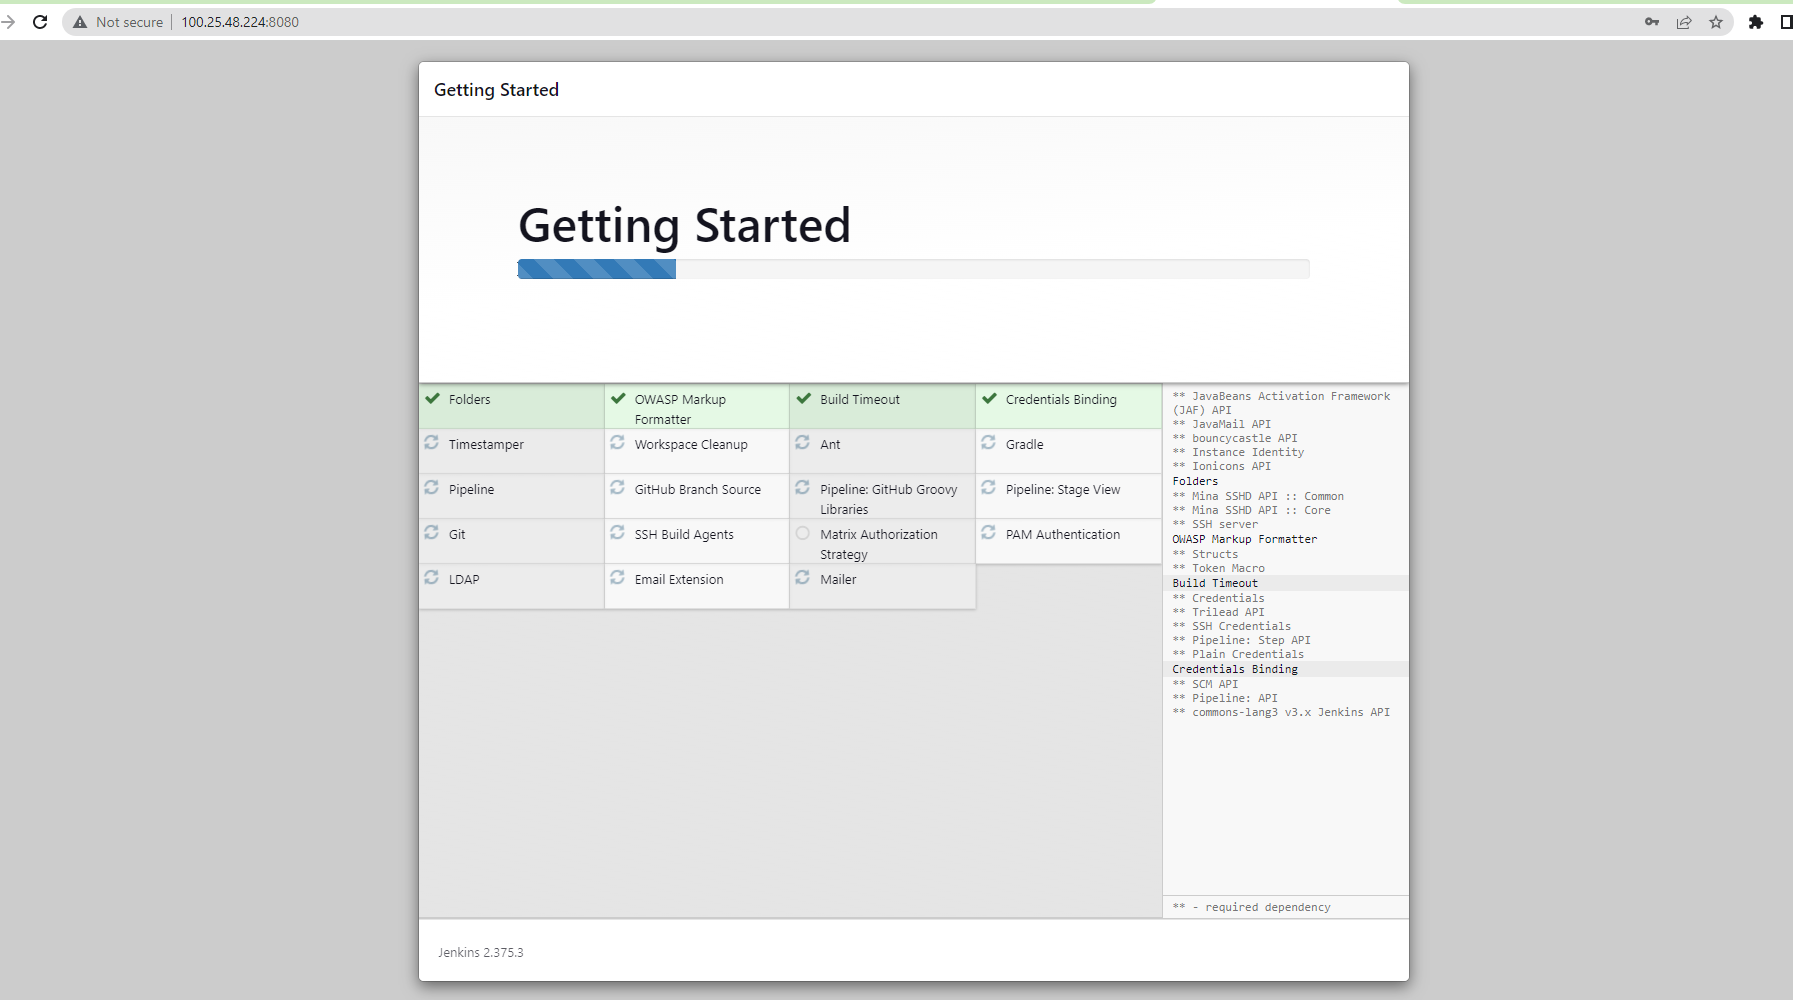 Not secure
100.25.48.224:8080
Getting Started
Getting Started
Folders
OWASP Markup
Formatter
Build Timeout
Credentials Binding
Timestamper
Workspace Cleanup
Ant
Gradle
Pipeline
GitHub Branch Source
Pipeline: GitHub Groovy
Libraries
Pipeline: Stage View
Git
SSH Build Agents
Matrix Authorization
Strategy
PAM Authentication
LDAP
Email Extension
Mailer
** JavaBeans Activation Framework
(JAF) API
** JavaMail API
** bouncycastle API
** Instance Identity
** Ionicons API
Folders
** Mina SSHD API :: Common
** Mina SSHD API :: Core
** SSH server
OWASP Markup Formatter
** Structs
** Token Macro
Build Timeout
** Credentials
** Trilead API
** SSH Credentials
** Pipeline: Step API
** Plain Credentials
Credentials Binding
** SCM API
** Pipeline: API
** commons-lang3 v3.x Jenkins API
** - required dependency
Jenkins 2.375.3